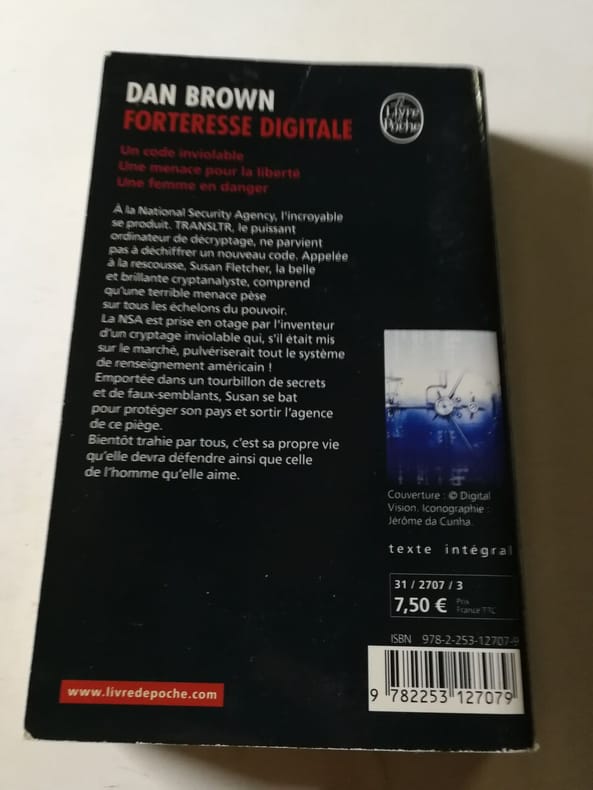 DAN BROWN
FORTERESSE DIGITALE
Le
Livre
de
Poche
Un code inviolable
Une menace pour la liberté
Une femme en danger
À la National Security Agency, l'incroyable
se produit. TRANSLTR, le puissant
ordinateur de décryptage, ne parvient
pas à déchiffrer un nouveau code. Appelée
à la rescousse, Susan Fletcher, la belle
et brillante cryptanalyste, comprend
qu'une terrible menace pèse
sur tous les échelons du pouvoir.
La NSA est prise en otage par l'inventeur
d'un cryptage inviolable qui, s'il était mis
sur le marché, pulvériserait tout le système
de renseignement américain !
Emportée dans un tourbillon de secrets
et de faux-semblants, Susan se bat
pour protéger son pays et sortir l'agence
de ce piège.
Bientôt trahie par tous, c'est sa propre vie
qu'elle devra défendre ainsi que celle
de l'homme qu'elle aime.
Couverture : © Digital
Vision. Iconographie :
Jérôme da Cunha.
texte intégral
31 / 2707 / 3
7,50 € Prix
France TTC
ISBN 978-2-253-12707-9
9 782253 127079
www.livredepoche.com